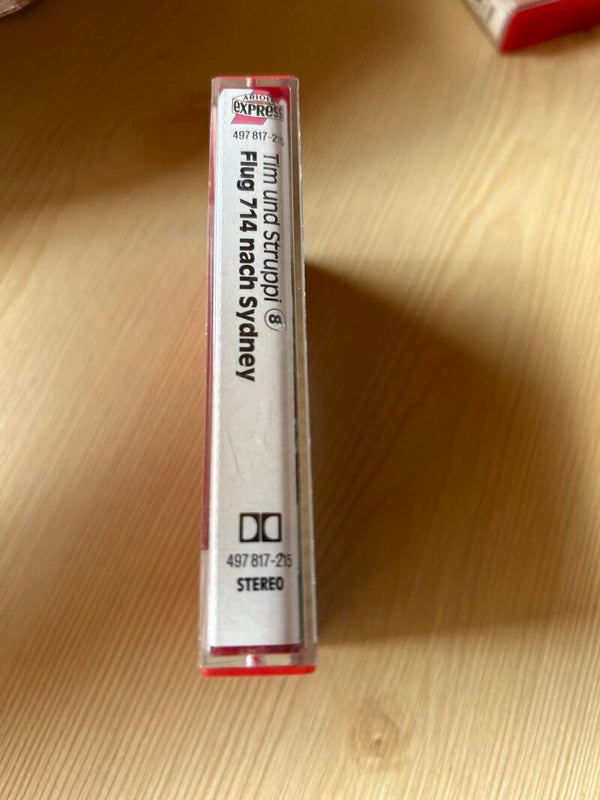 ARIOLA
EXPRESS
497 817-215
Tim und Struppi 8
Flug 714 nach Sydney
497 817-215
STEREO